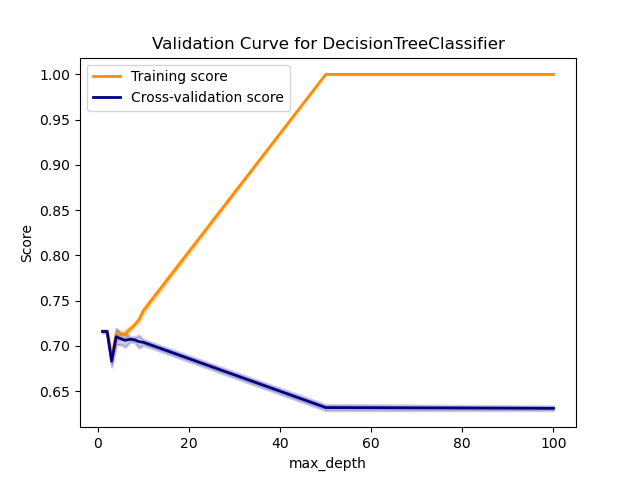 Validation Curve for DecisionTreeClassifier
Training score
Cross-validation score
1.00
0.95
0.90
0.85
0.80
0.75
0.70
0.65
Score
0 20 40 60 80 100
max_depth